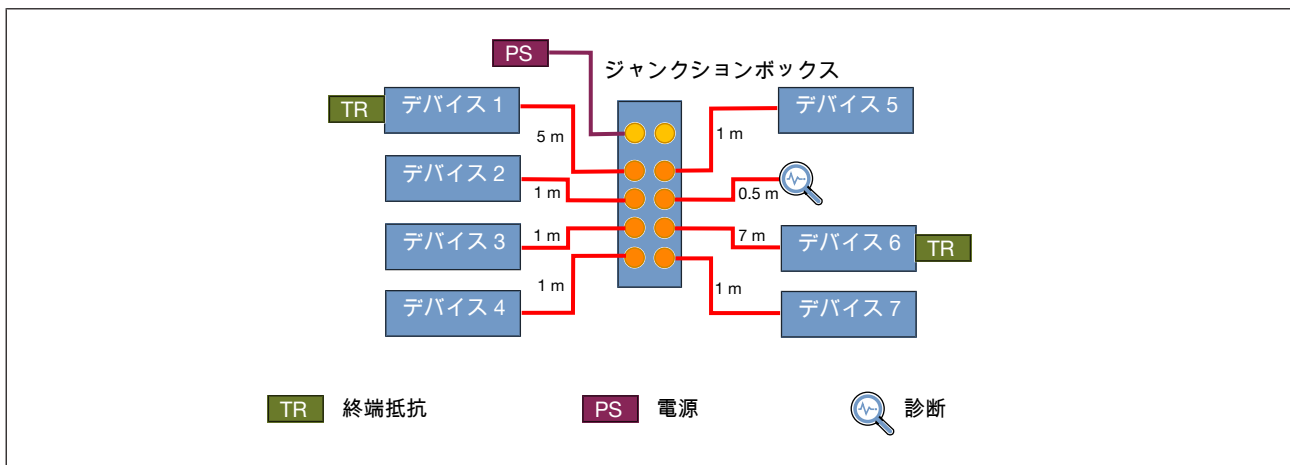 PS
ジャンクションボックス
TR
デバイス 1
デバイス 5
5 m
1 m
デバイス 2
1 m
0.5 m
デバイス 3
1 m
7 m
デバイス 6
TR
デバイス 4
1 m
1 m
デバイス 7
TR 終端抵抗
PS 電源
診断